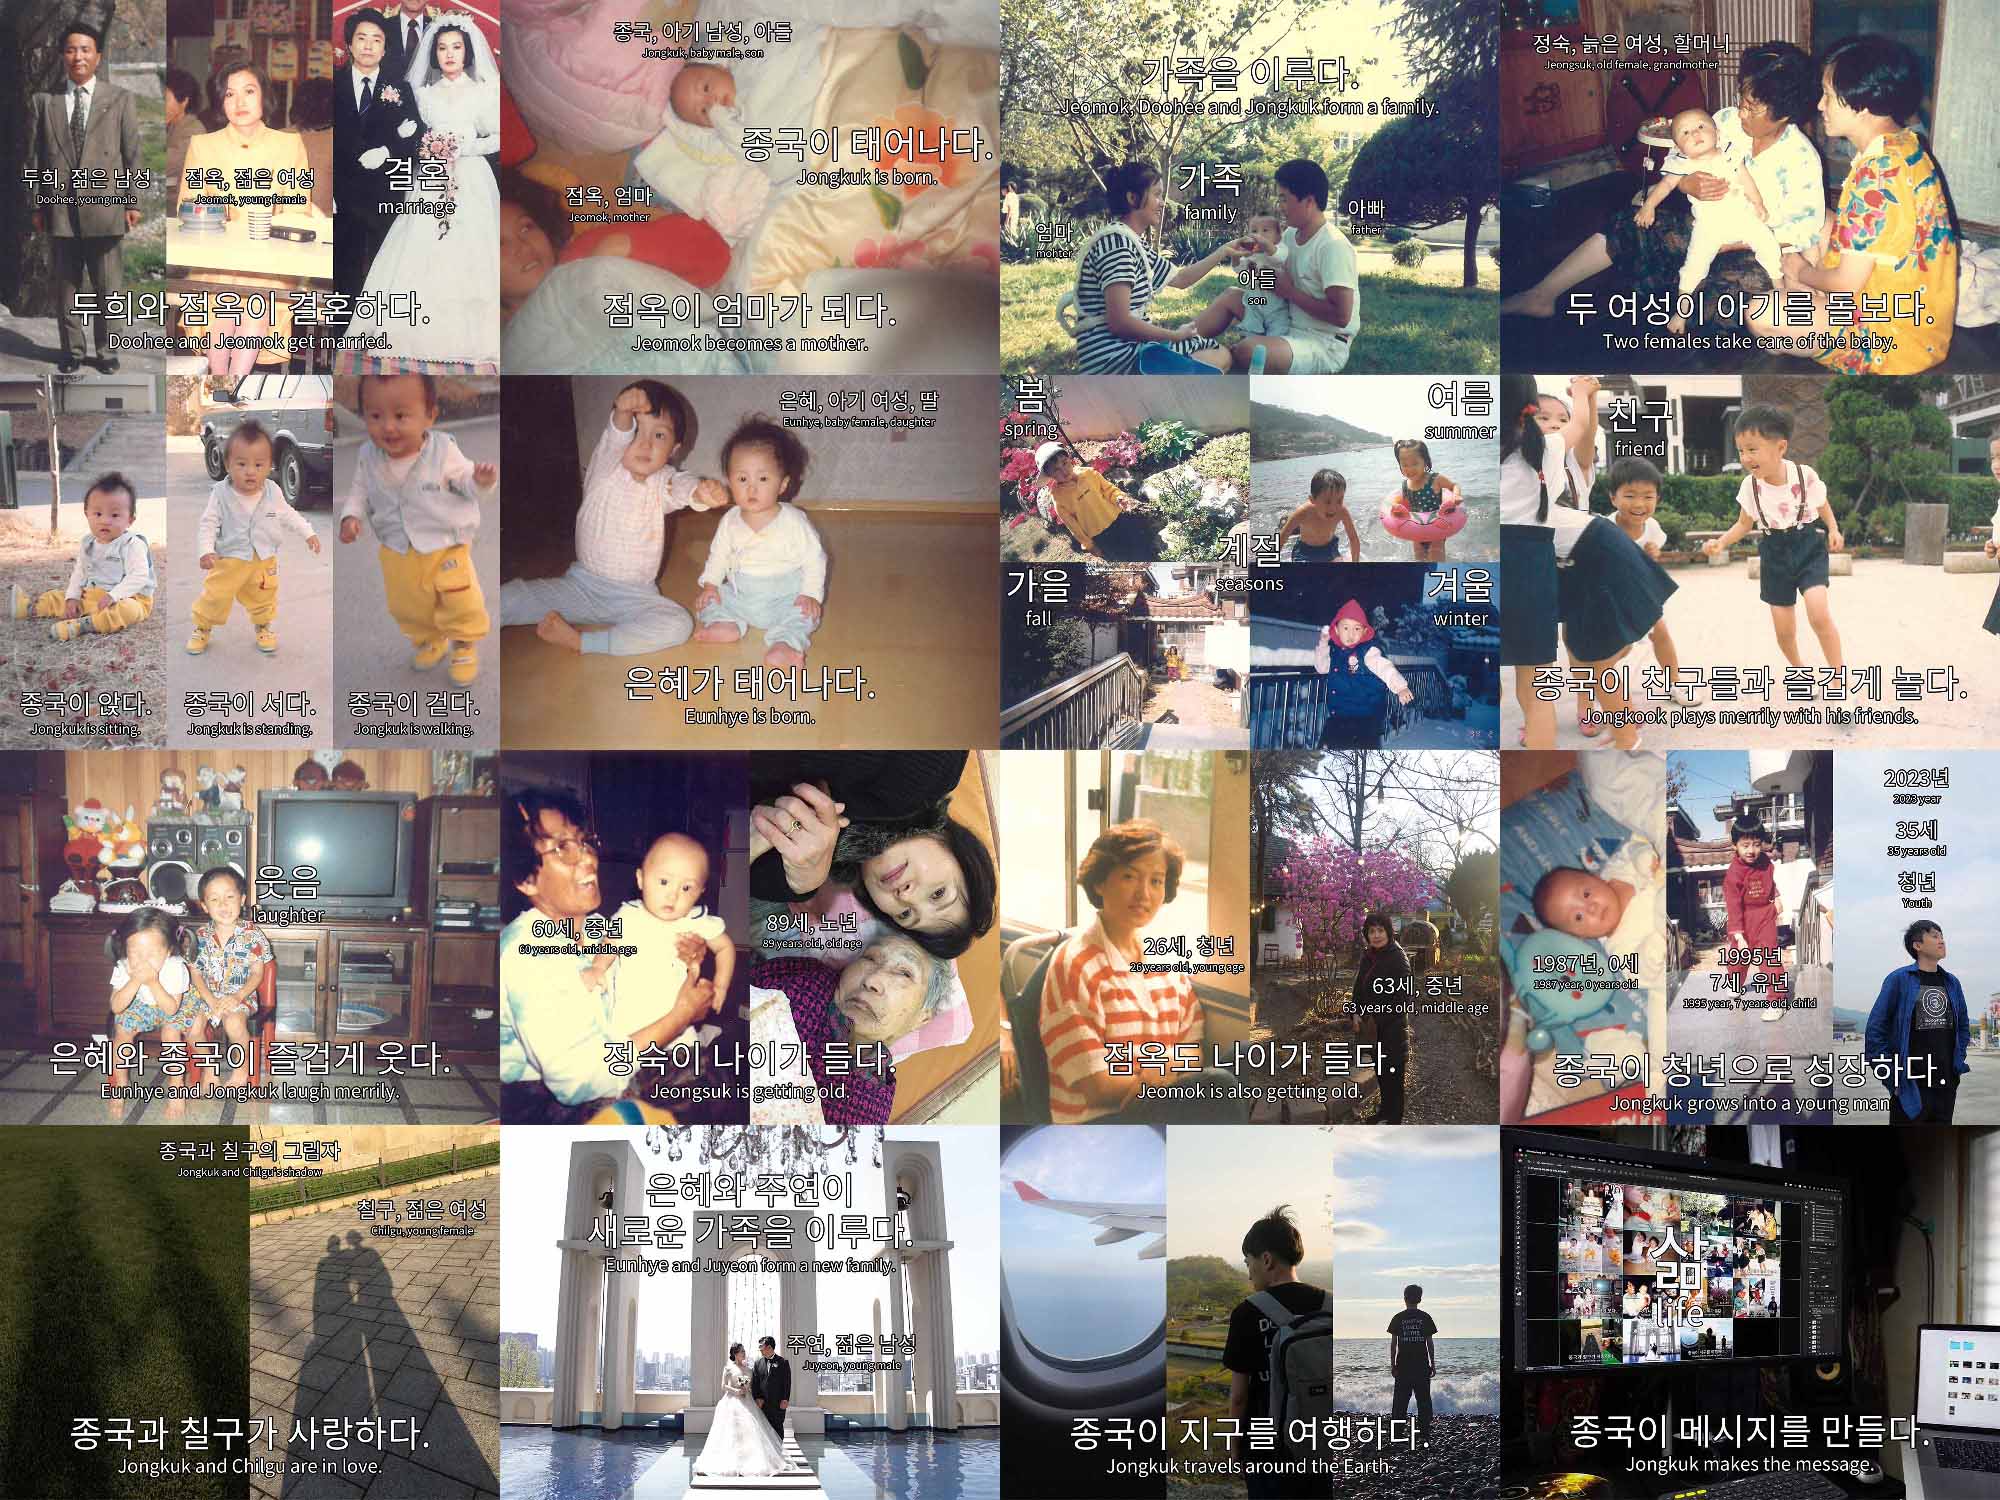 두희, 젊은 남성
Doohee, young male
점옥, 젊은 여성
Jeomok, young female
결혼
marriage
두희와 점옥이 결혼하다.
Doohee and Jeomok get married.
종국, 아기 남성, 아들
Jongkuk, baby male, son
종국이 태어나다.
Jongkuk is born.
점옥, 엄마
Jeomok, mother
점옥이 엄마가 되다.
Jeomok becomes a mother.
가족을 이루다.
Jeomok, Doohee and Jongkuk form a family.
가족
family
아빠
father
엄마
mohter
아들
son
정숙, 늙은 여성, 할머니
Jeongsuk, old female, grandmother
두 여성이 아기를 돌보다.
Two females take care of the baby.
종국이 앉다.
Jongkuk is sitting.
종국이 서다.
Jongkuk is standing.
종국이 걷다.
Jongkuk is walking.
은혜, 아기 여성, 딸
Eunhye, baby female, daughter
은혜가 태어나다.
Eunhye is born.
봄
spring
여름
summer
계절
seasons
가을
fall
겨울
winter
친구
friend
종국이 친구들과 즐겁게 놀다.
Jongkook plays merrily with his friends.
웃음
laughter
은혜와 종국이 즐겁게 웃다.
Eunhye and Jongkuk laugh merrily.
60세, 중년
60 years old, middle age
89세, 노년
89 years old, old age
정숙이 나이가 들다.
Jeongsuk is getting old.
26세, 청년
26 years old, young age
63세, 중년
63 years old, middle age
점옥도 나이가 들다.
Jeomok is also getting old.
1987년, 0세
1987 year, 0 years old
1995년
7세, 유년
1995 year, 7 years old, child
2023년
2023 year
35세
35 years old
청년
Youth
종국이 청년으로 성장하다.
Jongkuk grows into a young man
종국과 칠구의 그림자
Jongkuk and Chilgu's shadow
칠구, 젊은 여성
Chilgu, young female
종국과 칠구가 사랑하다.
Jongkuk and Chilgu are in love.
은혜와 주연이
새로운 가족을 이루다.
Eunhye and Juyeon form a new family.
주연, 젊은 남성
Juyeon, young male
종국이 지구를 여행하다.
Jongkuk travels around the Earth.
삶
life
종국이 메시지를 만들다.
Jongkuk makes the message.